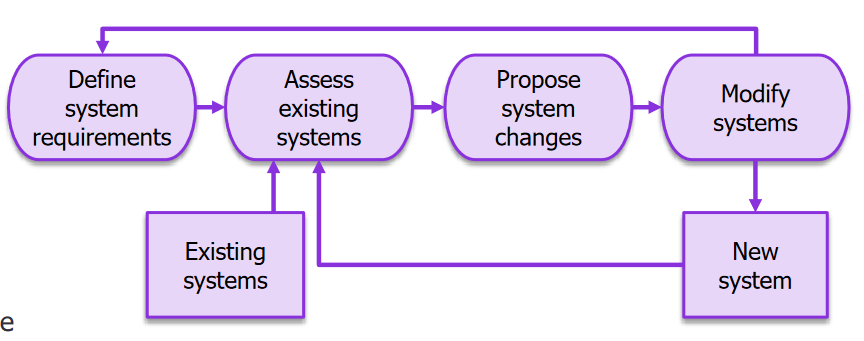 Define
system
requirements
Assess
existing
systems
Propose
system
changes
Modify
systems
Existing
systems
New
system
e